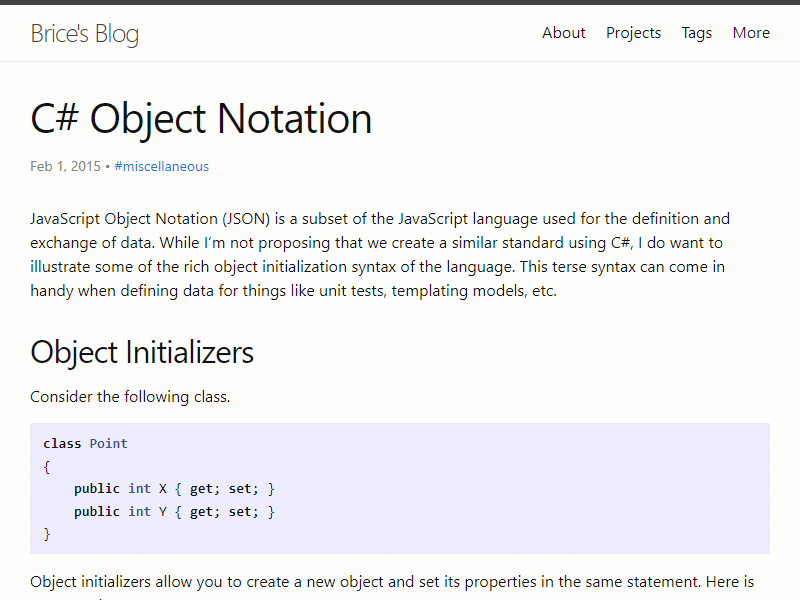 Brice's Blog
About Projects Tags More
C# Object Notation
Feb 1, 2015 • #miscellaneous
JavaScript Object Notation (JSON) is a subset of the JavaScript language used for the definition and
exchange of data. While I’m not proposing that we create a similar standard using C#, I do want to
illustrate some of the rich object initialization syntax of the language. This terse syntax can come in
handy when defining data for things like unit tests, templating models, etc.
Object Initializers
Consider the following class.
class Point
{
    public int X { get; set; }
    public int Y { get; set; }
}
Object initializers allow you to create a new object and set its properties in the same statement. Here is